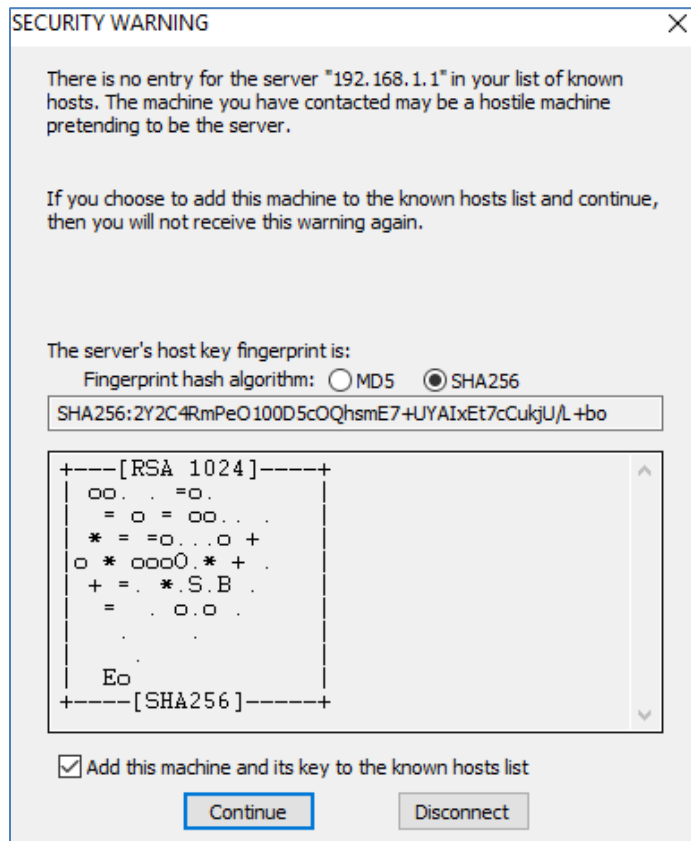 SECURITY WARNING
There is no entry for the server "192.168.1.1" in your list of known
hosts. The machine you have contacted may be a hostile machine
pretending to be the server.
If you choose to add this machine to the known hosts list and continue,
then you will not receive this warning again.
The server's host key fingerprint is:
Fingerprint hash algorithm: MD5 SHA256
SHA256:2Y2C4RmPeO100D5cOQhsmE7+UYAIxEt7cCukjU/L+bo
+---[RSA 1024]----+
|  oo. . =o.      |
|   = o = oo.. .  |
|  * = =o...o +   |
|o * oooO.* + .   |
|  + =. *.S.B .   |
|   =  . o.o .    |
|    .    .       |
|     .           |
|   Eo            |
+----[SHA256]-----+
Add this machine and its key to the known hosts list
Continue Disconnect